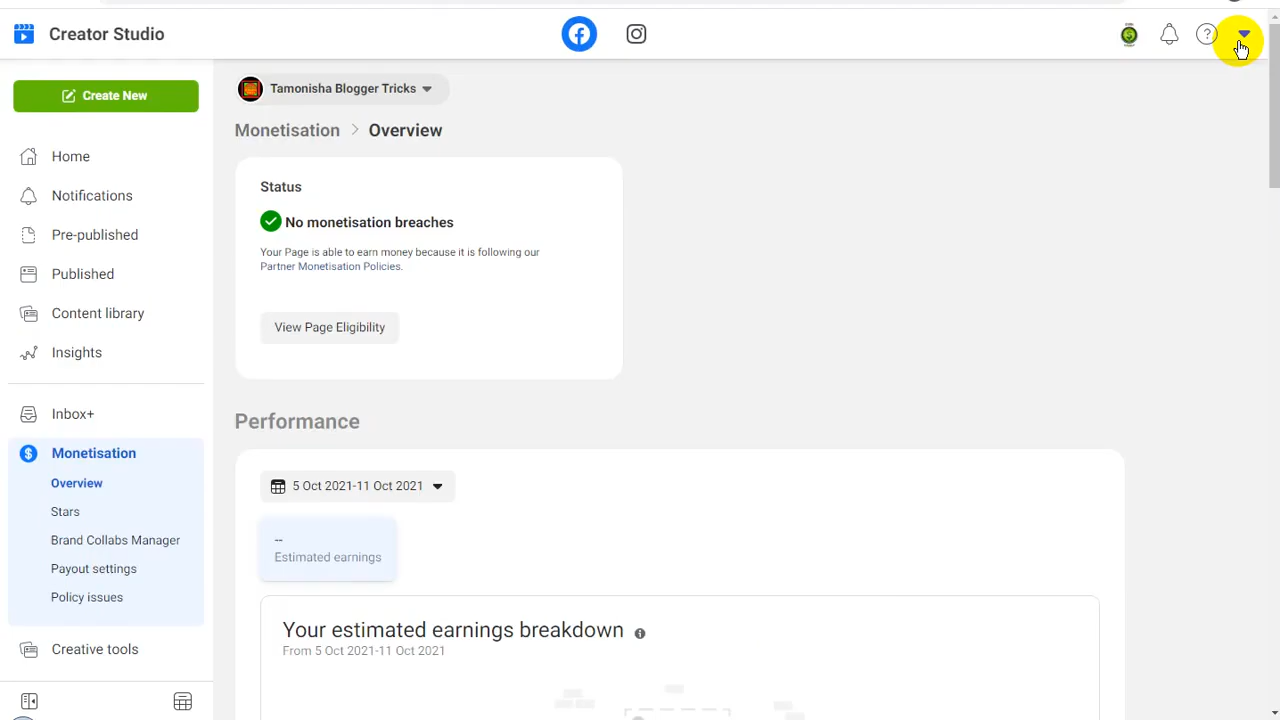 Creator Studio
Tamonisha Blogger Tricks
Create New
Monetisation > Overview
Home
Notifications
Pre-published
Published
Content library
Insights
Inbox+
Monetisation
Overview
Stars
Brand Collabs Manager
Payout settings
Policy issues
Creative tools
Status
No monetisation breaches
Your Page is able to earn money because it is following our
Partner Monetisation Policies.
View Page Eligibility
Performance
5 Oct 2021-11 Oct 2021
--
Estimated earnings
Your estimated earnings breakdown
From 5 Oct 2021-11 Oct 2021